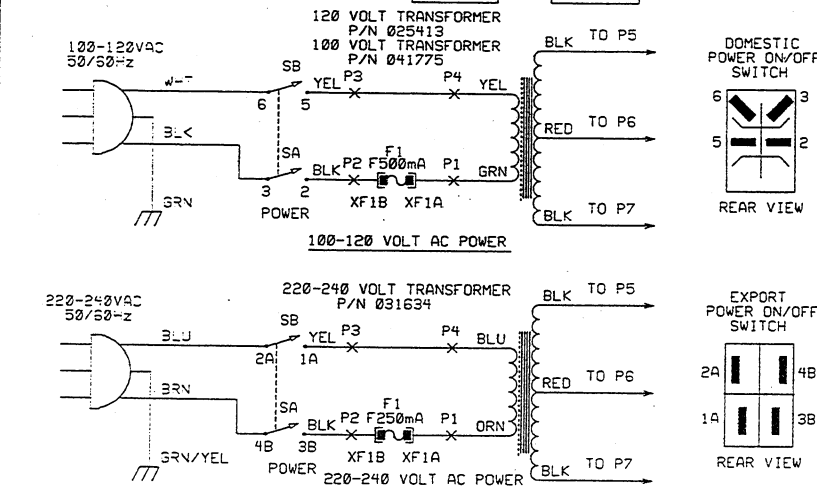 120 VOLT TRANSFORMER
P/N 025413
100 VOLT TRANSFORMER
P/N 041775
100-120VAC
50/60Hz
WHT
SB
6
5
YEL
P3
P4
YEL
BLK
TO P5
RED
TO P6
BLK
TO P7
BLK
SA
3
2
BLK
P2
F1
F500mA
P1
GRN
XF1B
XF1A
GRN
POWER
100-120 VOLT AC POWER
DOMESTIC
POWER ON/OFF
SWITCH
6
3
5
2
REAR VIEW
220-240 VOLT TRANSFORMER
P/N 031634
220-240VAC
50/60Hz
BLU
SB
2A
1A
YEL
P3
P4
BLU
BLK
TO P5
RED
TO P6
BLK
TO P7
BRN
SA
4B
3B
BLK
P2
F1
F250mA
P1
ORN
XF1B
XF1A
GRN/YEL
POWER
220-240 VOLT AC POWER
EXPORT
POWER ON/OFF
SWITCH
2A
4B
1A
3B
REAR VIEW